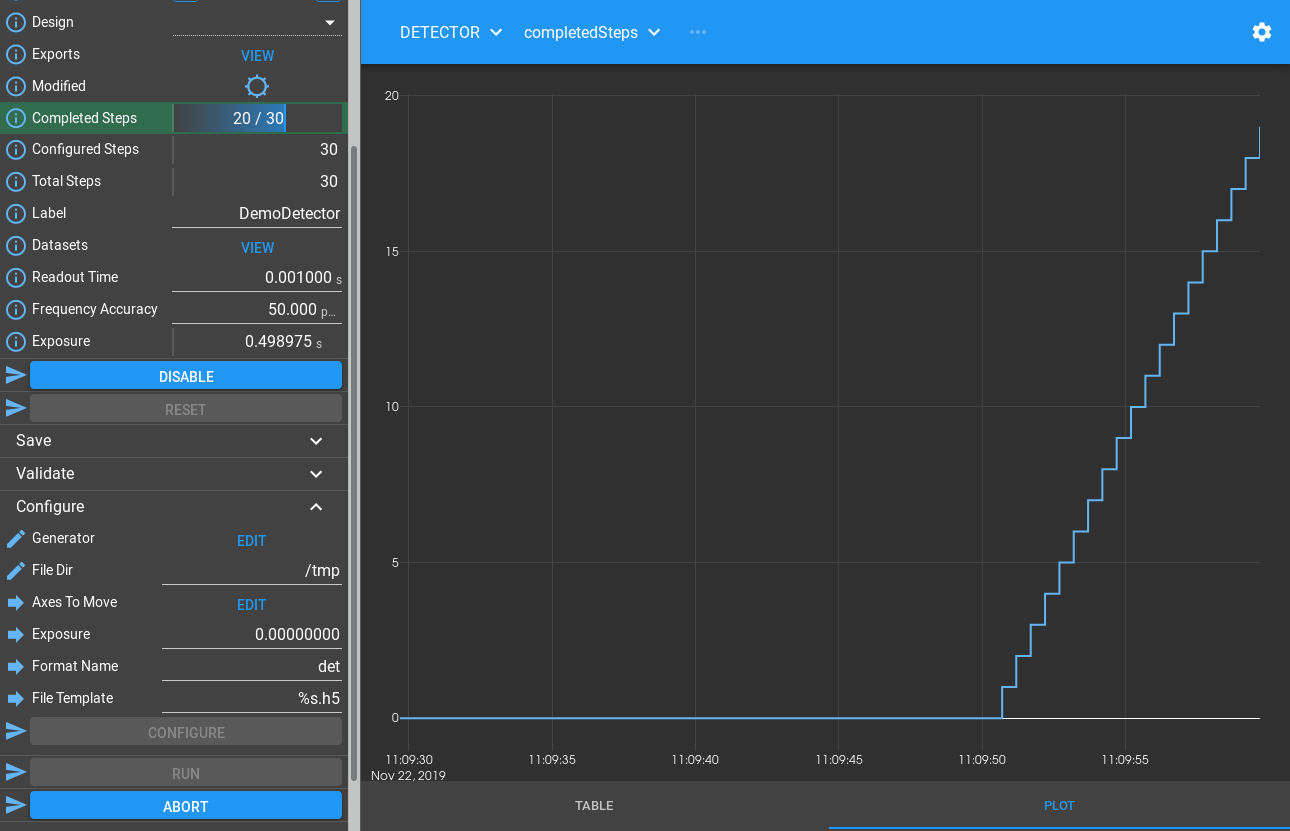 Design
Exports VIEW
Modified
Completed Steps 20 / 30
Configured Steps 30
Total Steps 30
Label DemoDetector
Datasets VIEW
Readout Time 0.001000 s
Frequency Accuracy 50.000 p...
Exposure 0.498975 s
DISABLE
RESET
Save
Validate
Configure
Generator EDIT
File Dir /tmp
Axes To Move EDIT
Exposure 0.00000000
Format Name det
File Template %s.h5
CONFIGURE
RUN
ABORT
DETECTOR completedSteps ...
20
15
10
5
0
11:09:30 11:09:35 11:09:40 11:09:45 11:09:50 11:09:55
Nov 22, 2019
TABLE PLOT